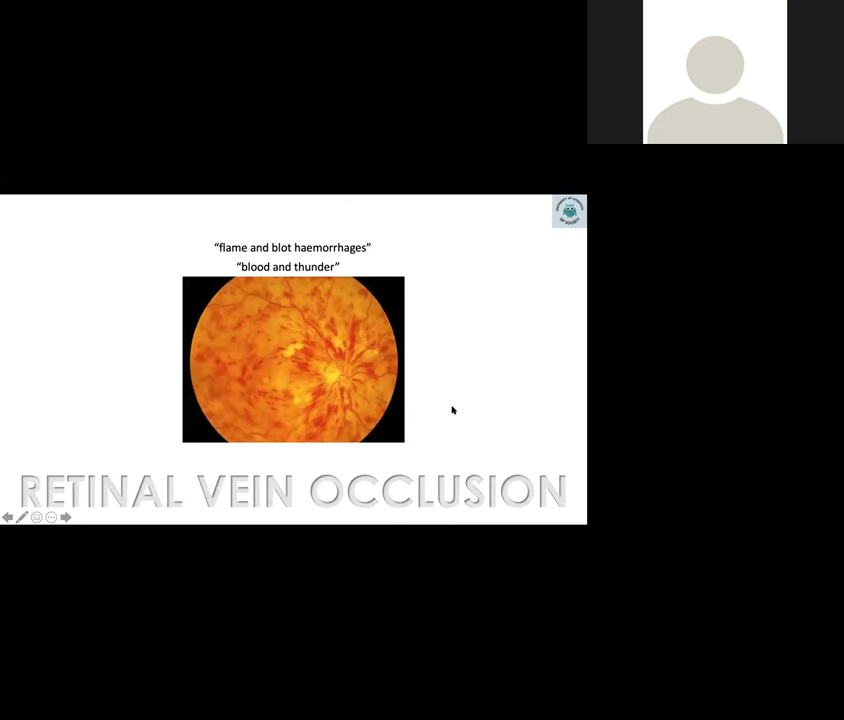 “flame and blot haemorrhages”
“blood and thunder”
RETINAL VEIN OCCLUSION